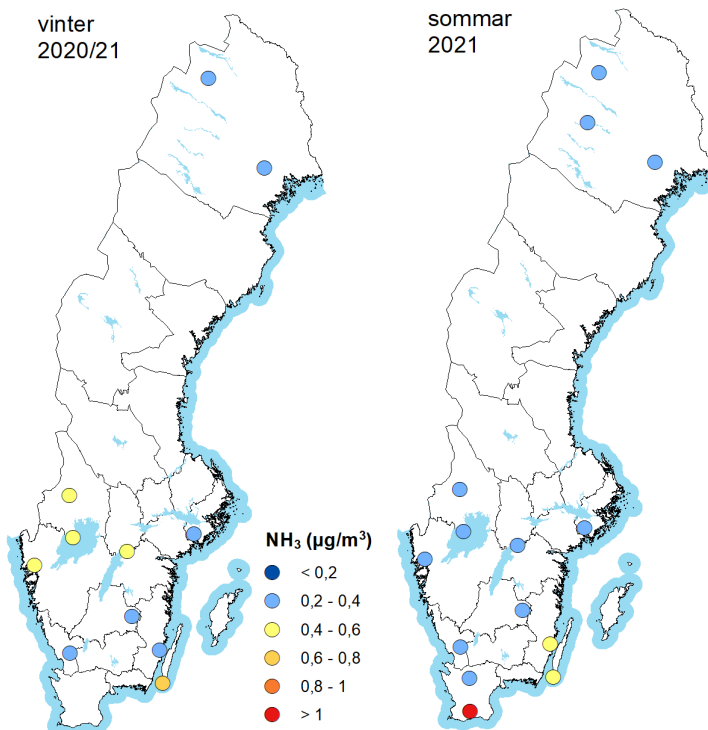 vinter
2020/21
sommar
2021
NH₃ (µg/m³)
< 0,2
0,2 - 0,4
0,4 - 0,6
0,6 - 0,8
0,8 - 1
> 1